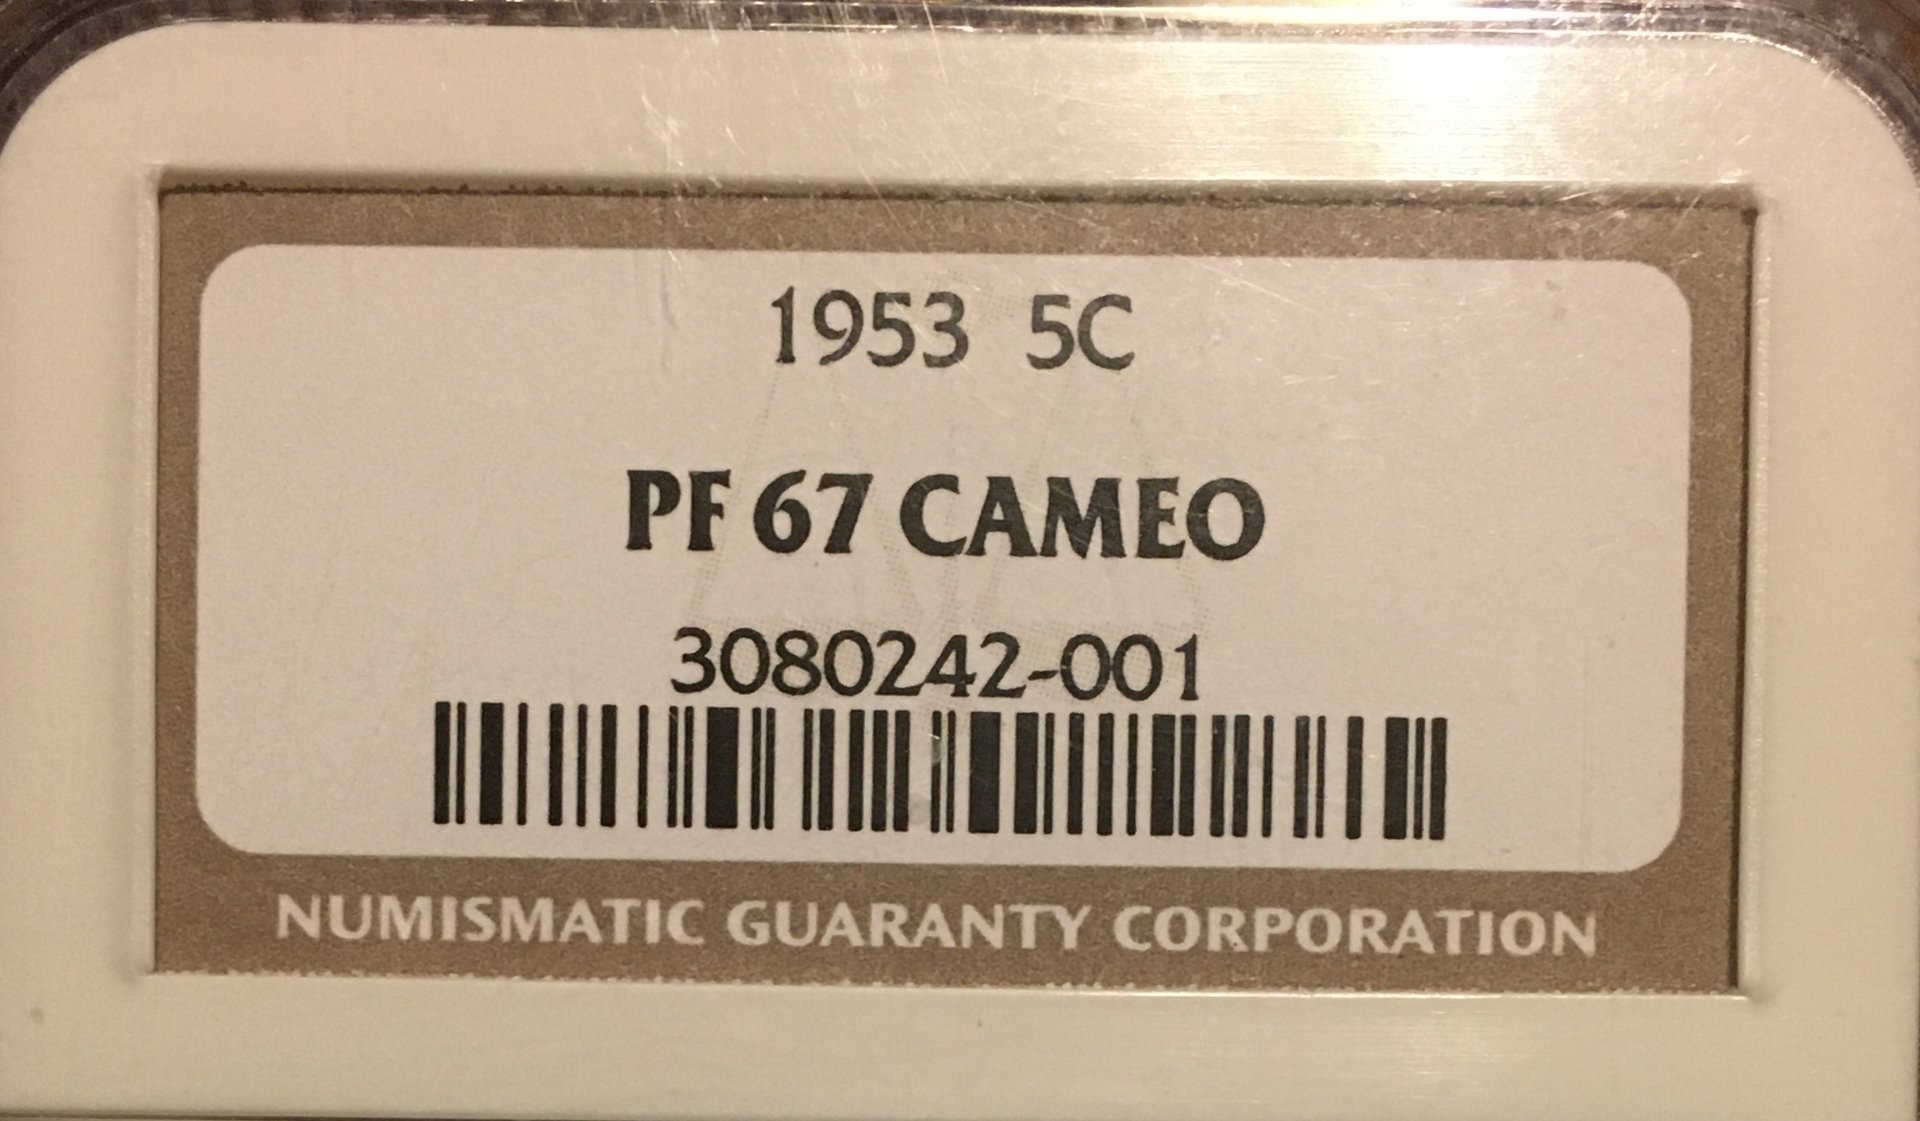 1953 5C
PF 67 CAMEO
3080242-001
NUMISMATIC GUARANTY CORPORATION